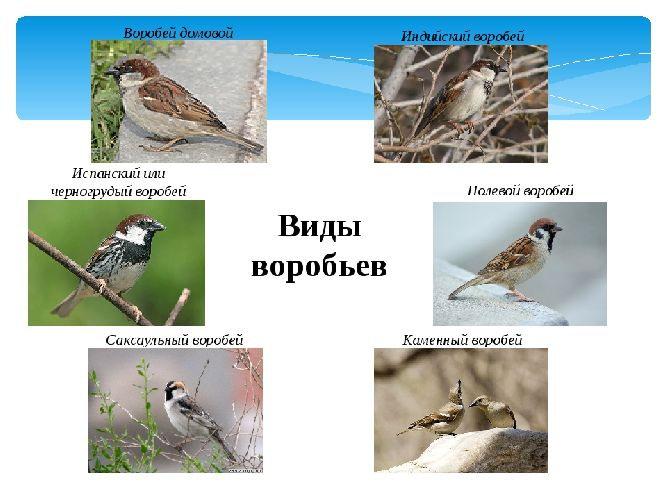 Воробей домовой
Индийский воробей
Испанский или
черногрудый воробей
Полевой воробей
Виды
воробьев
Саксаульный воробей
Каменный воробей